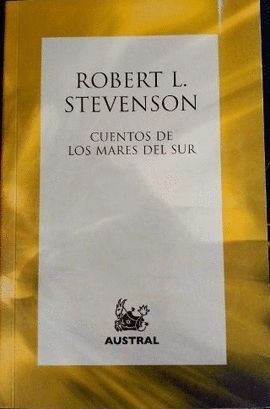 ROBERT L.
STEVENSON
CUENTOS DE
LOS MARES DEL SUR
AUSTRAL